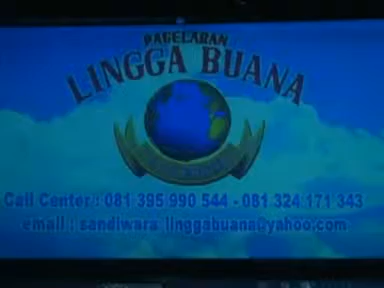 PAGELARAN
LINGGA BUANA
Call Center : 081 395 990 544 - 081 324 171 343
email : sandiwara_linggabuana@yahoo.com